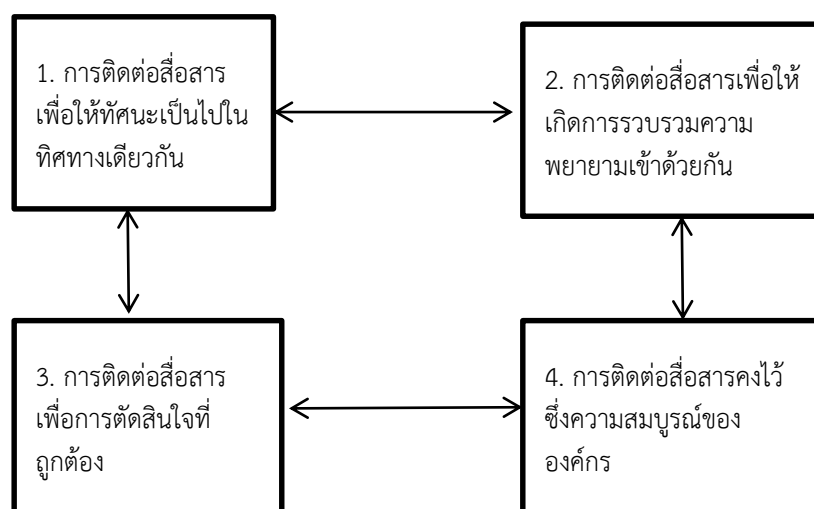 1. การติดต่อสื่อสาร
เพื่อให้ทัศนะเป็นไปใน
ทิศทางเดียวกัน
2. การติดต่อสื่อสารเพื่อให้
เกิดการรวบรวมความ
พยายามเข้าด้วยกัน
3. การติดต่อสื่อสาร
เพื่อการตัดสินใจที่
ถูกต้อง
4. การติดต่อสื่อสารคงไว้
ซึ่งความสมบูรณ์ของ
องค์กร